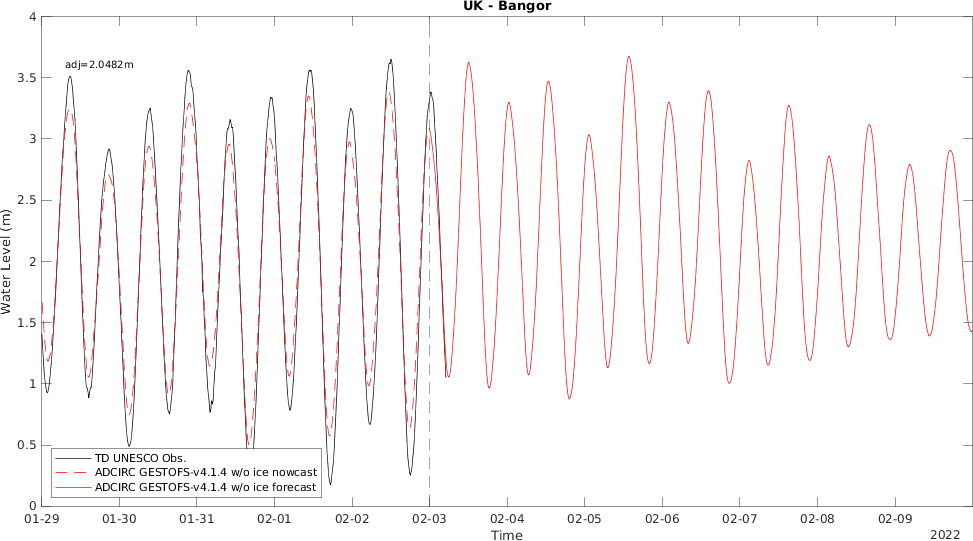 UK - Bangor
4
adj=2.0482m
3.5
3
2.5
2
1.5
1
0.5
0
Water Level (m)
TD UNESCO Obs.
ADCIRC GESTOFS-v4.1.4 w/o ice nowcast
ADCIRC GESTOFS-v4.1.4 w/o ice forecast
01-29 01-30 01-31 02-01 02-02 02-03 02-04 02-05 02-06 02-07 02-08 02-09
Time
2022